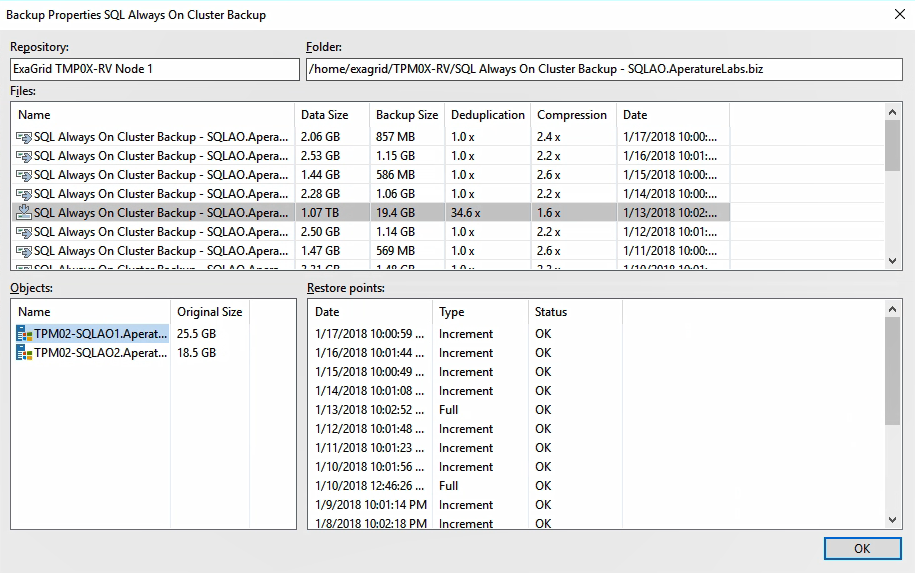 Backup Properties SQL Always On Cluster Backup
Repository: Folder:
ExaGrid TMP0X-RV Node 1 /home/exagrid/TPM0X-RV/SQL Always On Cluster Backup - SQLAO.AperatureLabs.biz
Files:
Name Data Size Backup Size Deduplication Compression Date
SQL Always On Cluster Backup - SQLAO.Apera... 2.06 GB 857 MB 1.0 x 2.4 x 1/17/2018 10:00:...
SQL Always On Cluster Backup - SQLAO.Apera... 2.53 GB 1.15 GB 1.0 x 2.2 x 1/16/2018 10:01:...
SQL Always On Cluster Backup - SQLAO.Apera... 1.44 GB 586 MB 1.0 x 2.6 x 1/15/2018 10:00:...
SQL Always On Cluster Backup - SQLAO.Apera... 2.28 GB 1.06 GB 1.0 x 2.2 x 1/14/2018 10:01:...
SQL Always On Cluster Backup - SQLAO.Apera... 1.07 TB 19.4 GB 34.6 x 1.6 x 1/13/2018 10:02:...
SQL Always On Cluster Backup - SQLAO.Apera... 2.50 GB 1.14 GB 1.0 x 2.2 x 1/12/2018 10:01:...
SQL Always On Cluster Backup - SQLAO.Apera... 1.47 GB 569 MB 1.0 x 2.6 x 1/11/2018 10:00:...
SQL Always On Cluster Backup - SQLAO.Apera...
Objects: Restore points:
Name Original Size Date Type Status
TPM02-SQLAO1.Aperat... 25.5 GB 1/17/2018 10:00:59 ... Increment OK
TPM02-SQLAO2.Aperat... 18.5 GB 1/16/2018 10:01:44 ... Increment OK
1/15/2018 10:00:49 ... Increment OK
1/14/2018 10:01:08 ... Increment OK
1/13/2018 10:02:52 ... Full OK
1/12/2018 10:01:48 ... Increment OK
1/11/2018 10:01:23 ... Increment OK
1/10/2018 10:01:56 ... Increment OK
1/10/2018 12:46:26 ... Full OK
1/9/2018 10:01:14 PM Increment OK
1/8/2018 10:02:18 PM Increment OK
OK